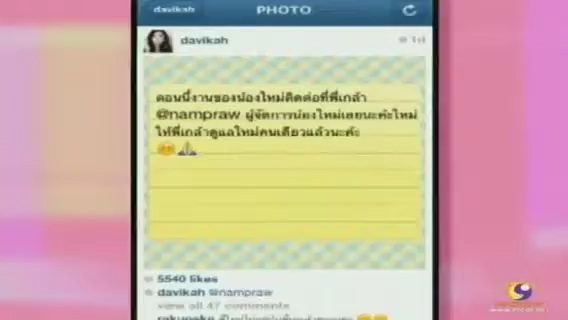 davikah
PHOTO
davikah
1d
ตอนนี้งานของน้องใหม่ติดต่อที่พี่เกล้า
@nampraw ผู้จัดการน้องใหม่เลยนะค่ะใหม่
ให้พี่เกล้าดูแลใหม่คนเดียวแล้วนะค่ะ
5540 likes
davikah @nampraw
view all 47 comments